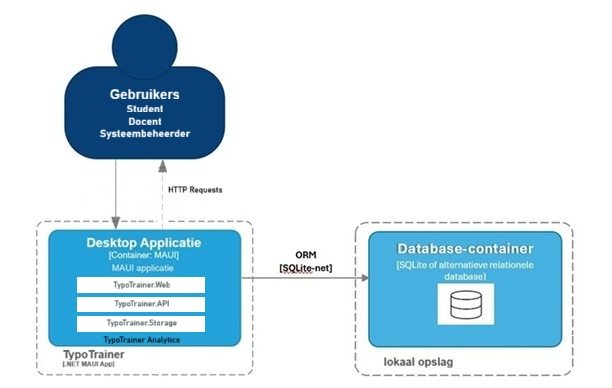 Gebruikers
Student
Docent
Systeembeheerder
HTTP Requests
Desktop Applicatie
[Container: MAUI]
MAUI applicatie
TypoTrainer.Web
TypoTrainer.API
TypoTrainer.Storage
TypoTrainer Analytics
TypoTrainer
[.NET MAUI App]
ORM
[SQLite-net]
Database-container
[SQLite of alternatieve relationele
database]
lokaal opslag